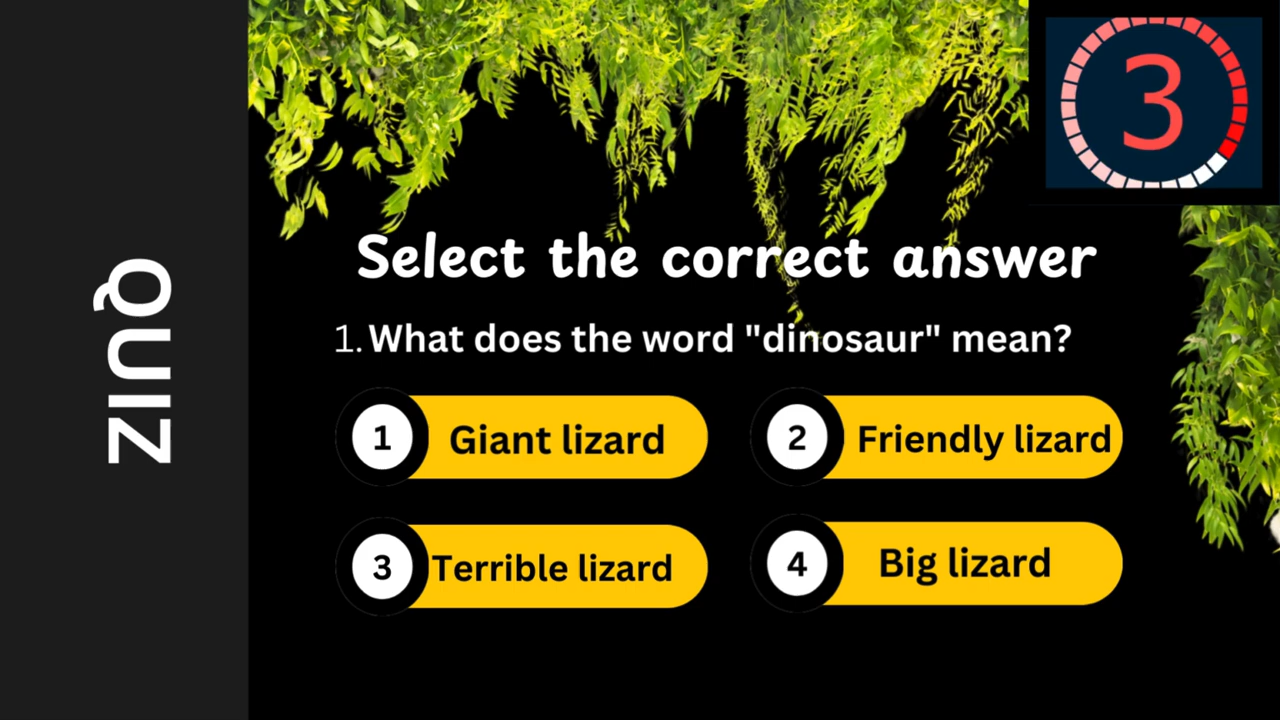 QUIZ
3
Select the correct answer
1. What does the word "dinosaur" mean?
1 Giant lizard
2 Friendly lizard
3 Terrible lizard
4 Big lizard